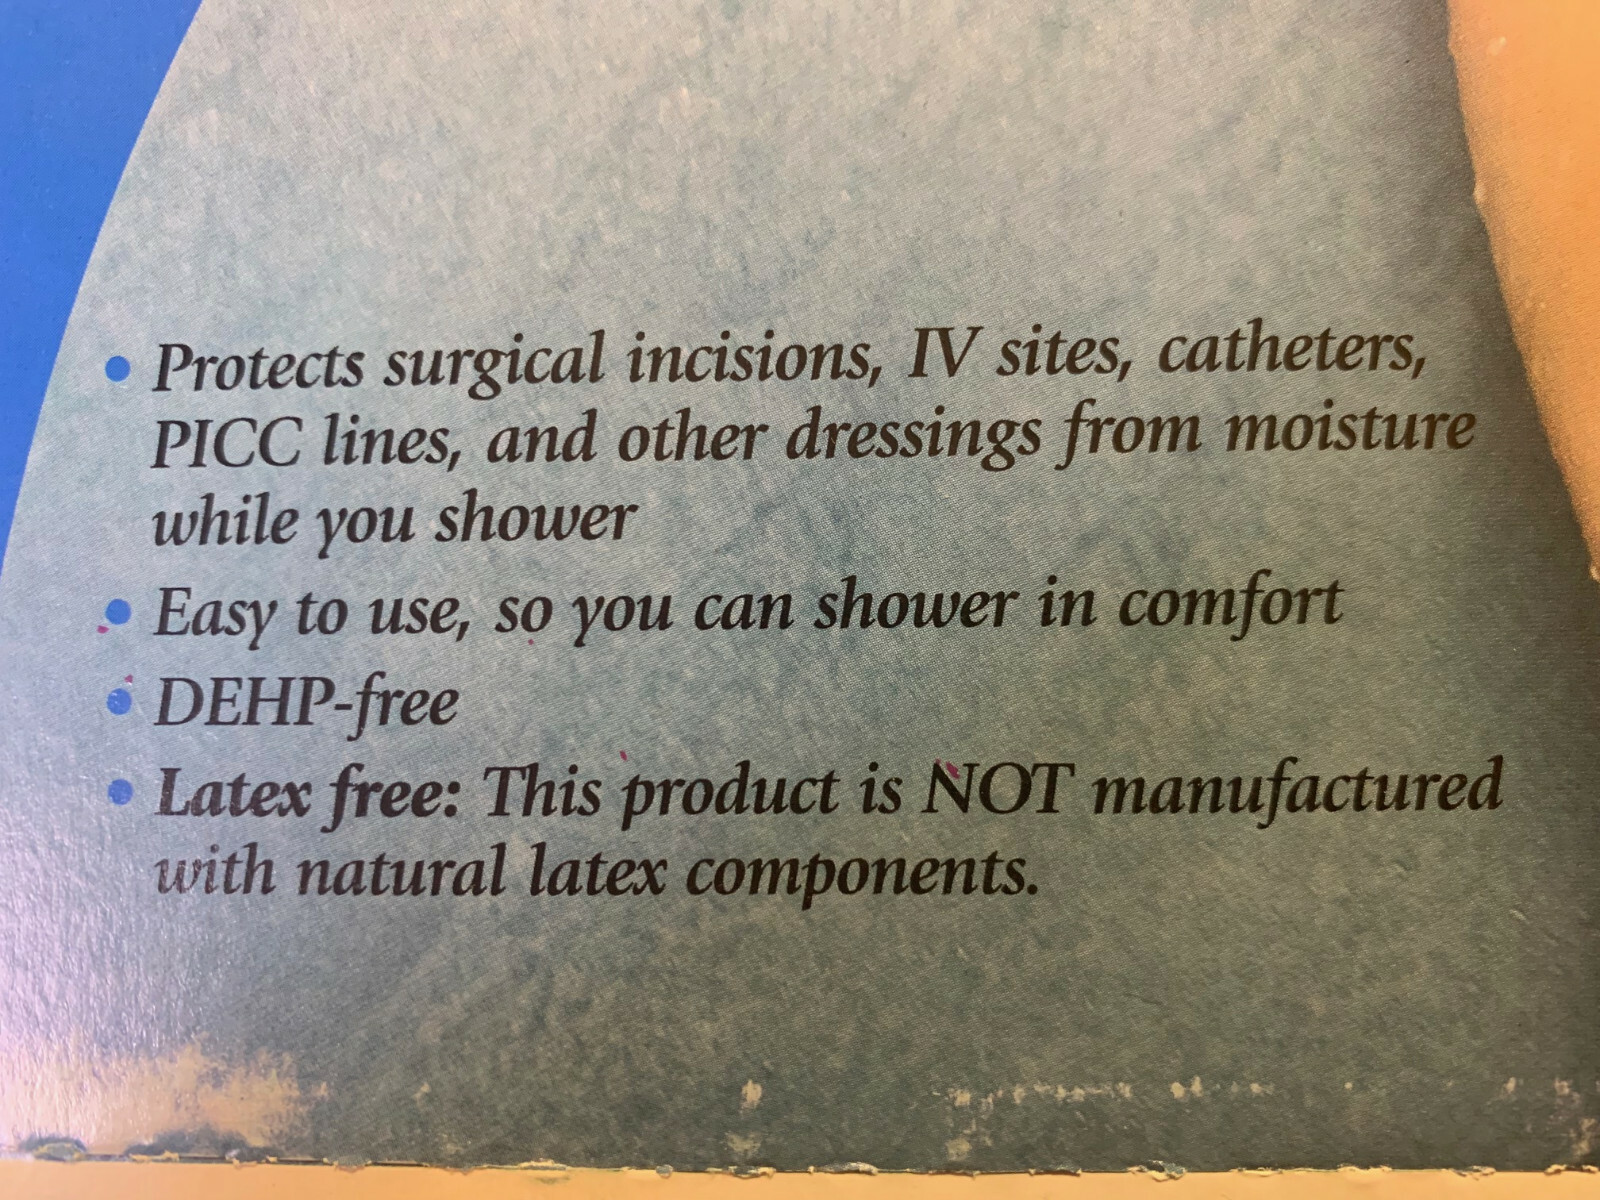 • Protects surgical incisions, IV sites, catheters,
PICC lines, and other dressings from moisture
while you shower
• Easy to use, so you can shower in comfort
• DEHP-free
• Latex free: This product is NOT manufactured
with natural latex components.